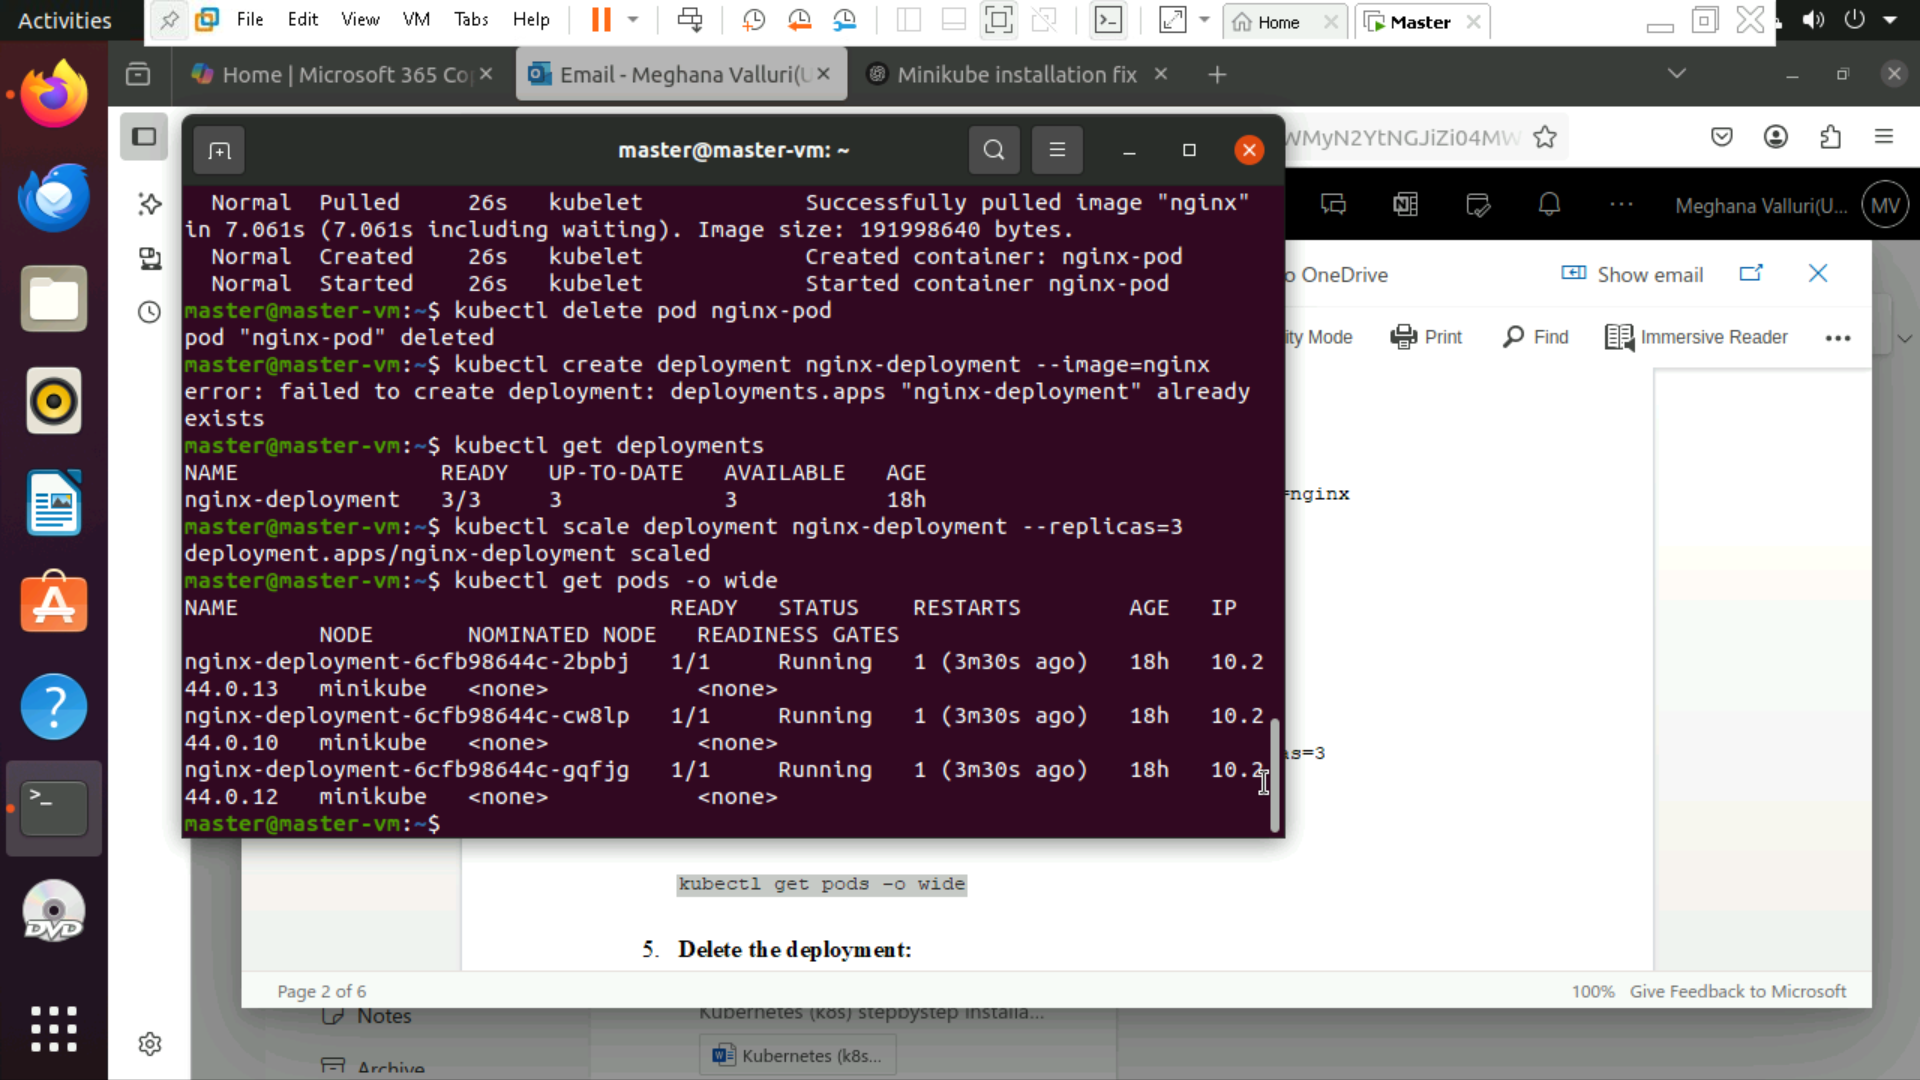 Activities
File Edit View VM Tabs Help Home Master
Home | Microsoft 365 Co
Email - Meghana Valluri(U
Minikube installation fix
master@master-vm: ~
WMyN2YtNGJiZi04MW
Normal Pulled 26s kubelet Successfully pulled image "nginx"
in 7.061s (7.061s including waiting). Image size: 191998640 bytes.
Normal Created 26s kubelet Created container: nginx-pod
Normal Started 26s kubelet Started container nginx-pod
master@master-vm:~$ kubectl delete pod nginx-pod
pod "nginx-pod" deleted
master@master-vm:~$ kubectl create deployment nginx-deployment --image=nginx
error: failed to create deployment: deployments.apps "nginx-deployment" already
exists
master@master-vm:~$ kubectl get deployments
NAME READY UP-TO-DATE AVAILABLE AGE
nginx-deployment 3/3 3 3 18h
master@master-vm:~$ kubectl scale deployment nginx-deployment --replicas=3
deployment.apps/nginx-deployment scaled
master@master-vm:~$ kubectl get pods -o wide
NAME READY STATUS RESTARTS AGE IP
NODE NOMINATED NODE READINESS GATES
nginx-deployment-6cfb98644c-2bpbj 1/1 Running 1 (3m30s ago) 18h 10.2
44.0.13 minikube <none> <none>
nginx-deployment-6cfb98644c-cw8lp 1/1 Running 1 (3m30s ago) 18h 10.2
44.0.10 minikube <none> <none>
nginx-deployment-6cfb98644c-gqfjg 1/1 Running 1 (3m30s ago) 18h 10.2
44.0.12 minikube <none> <none>
master@master-vm:~$
Meghana Valluri(U... MV
o OneDrive
Show email
ity Mode Print Find Immersive Reader
=nginx
as=3
kubectl get pods -o wide
5. Delete the deployment:
Page 2 of 6
100% Give Feedback to Microsoft
Notes
Kubernetes (k8s) stepbystep installa...
Archive
Kubernetes (k8s...
DVD